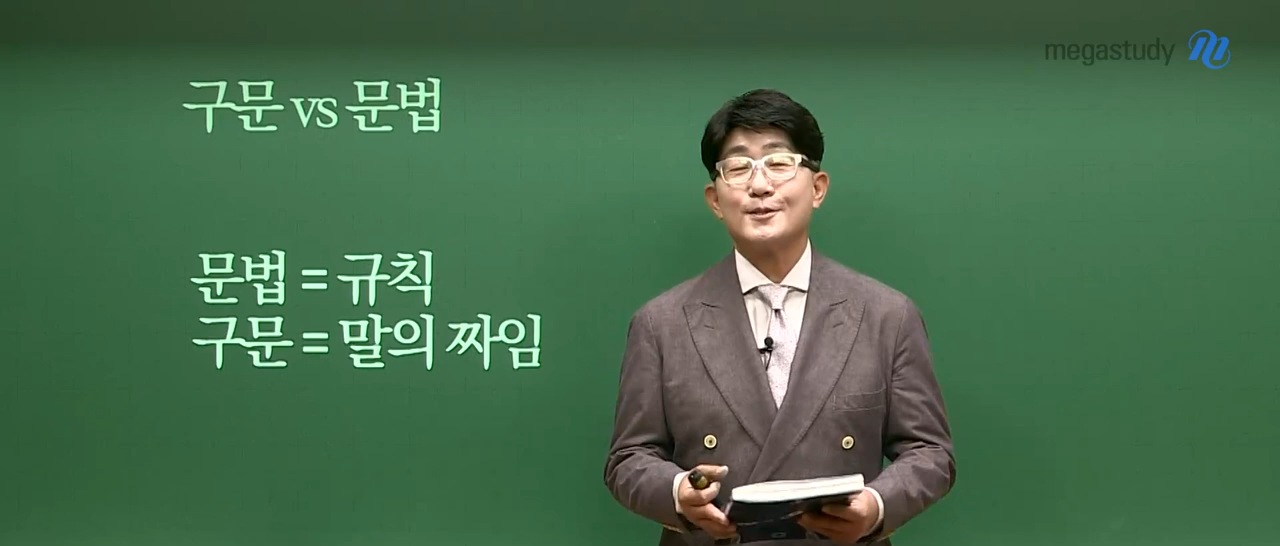 megastudy
구문 vs 문법
문법 = 규칙
구문 = 말의 짜임